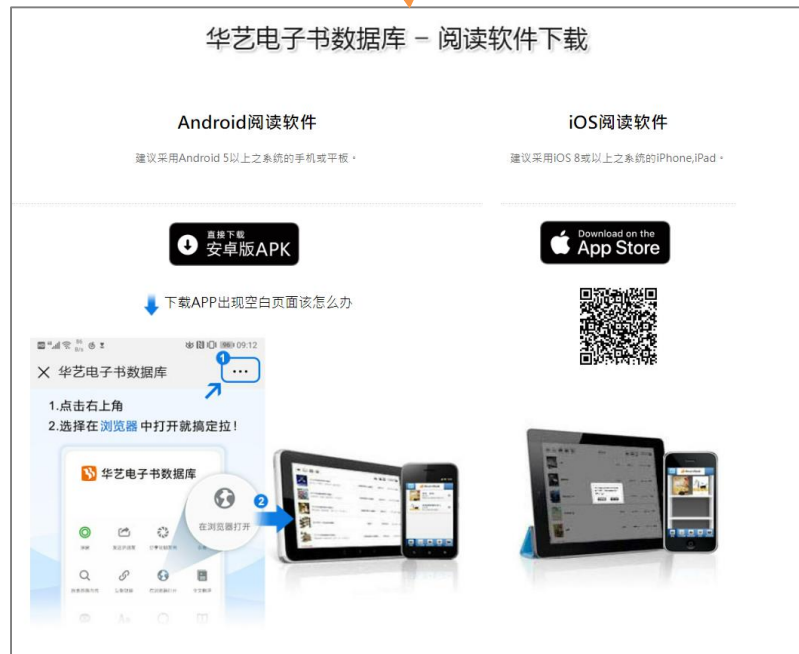 华艺电子书数据库 – 阅读软件下载
Android阅读软件
建议采用Android 5以上之系统的手机或平板。
直接下载
安卓版APK
下载APP出现空白页面该怎么办
iOS阅读软件
建议采用iOS 8或以上之系统的iPhone,iPad。
Download on the
App Store
09:12
1
华艺电子书数据库
1.点击右上角
2.选择在浏览器中打开就搞定拉!
华艺电子书数据库
2
在浏览器打开